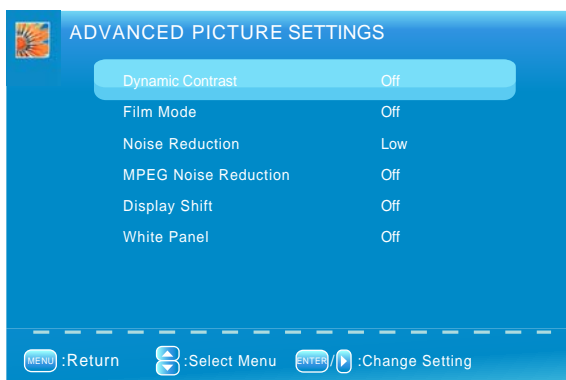 ADVANCED PICTURE SETTINGS
Dynamic Contrast Off
Film Mode Off
Noise Reduction Low
MPEG Noise Reduction Off
Display Shift Off
White Panel Off
MENU :Return :Select Menu ENTER / :Change Setting